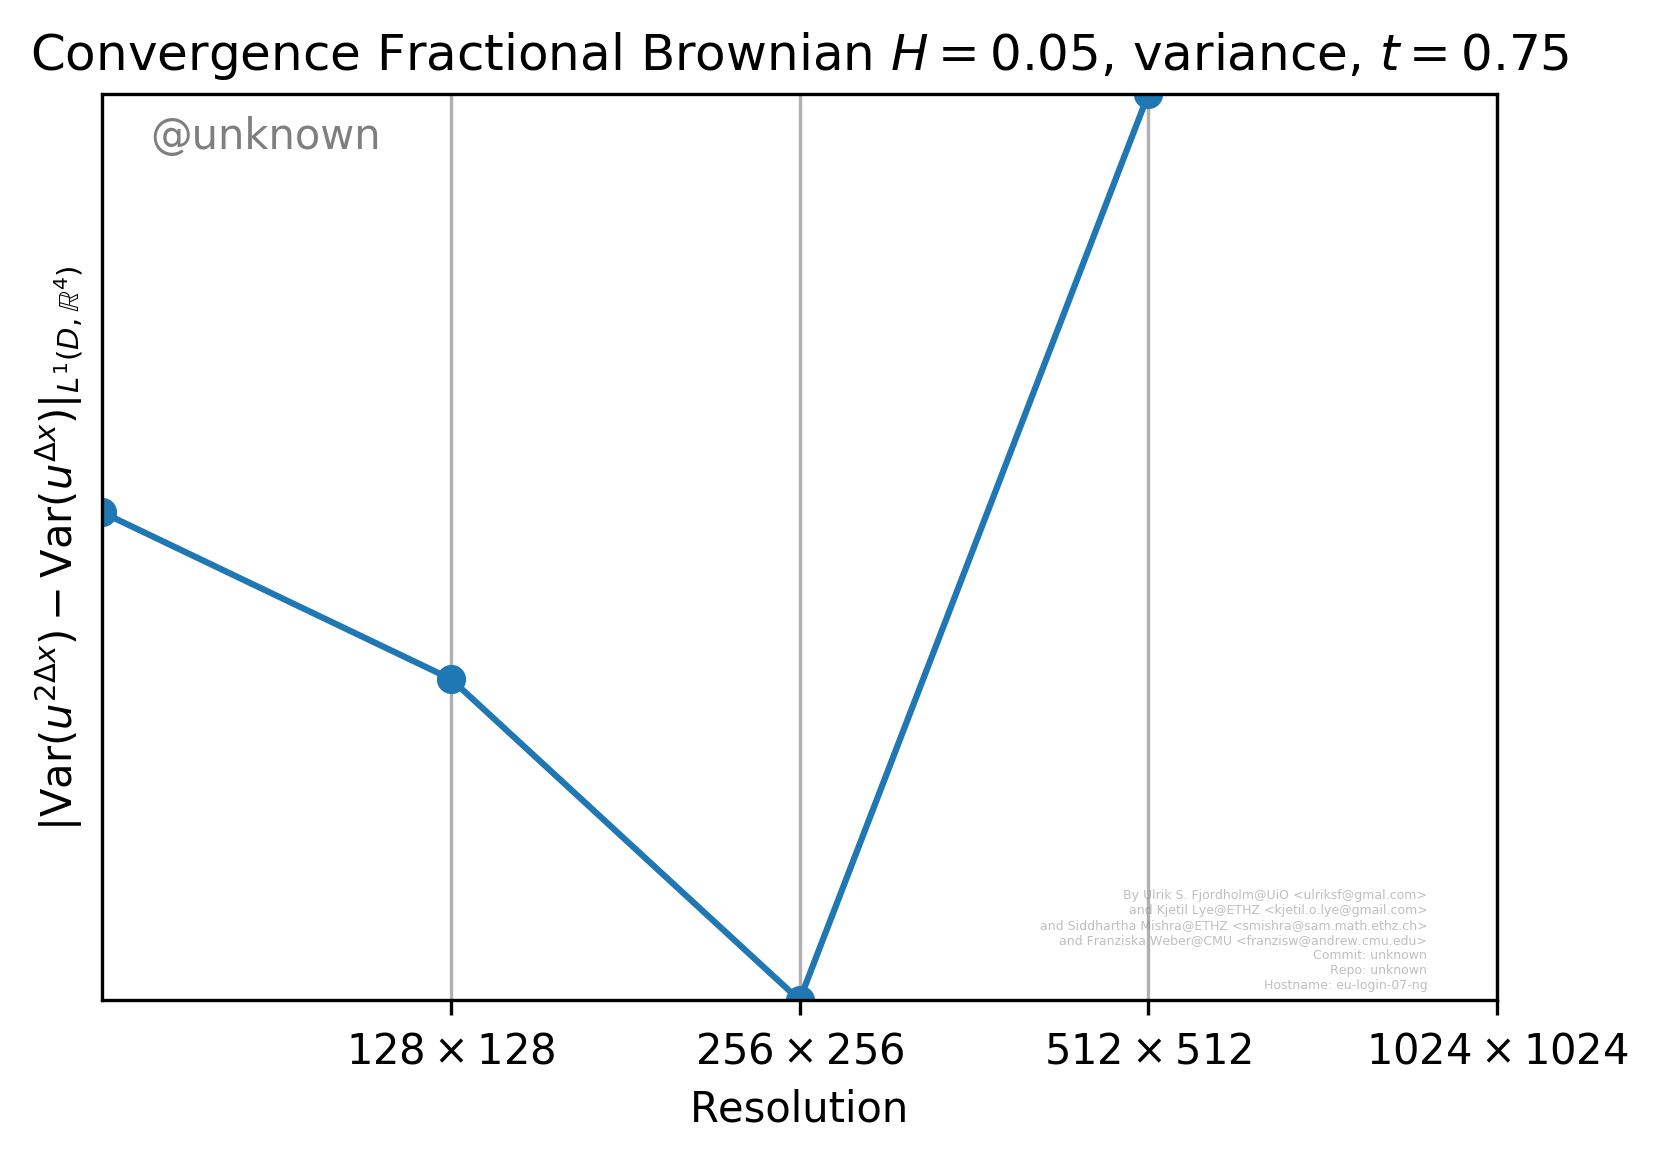 Convergence Fractional Brownian H = 0.05, variance, t = 0.75
@unknown
|Var(u^{2Δx}) − Var(u^{Δx})|_{L^1(D, ℝ^4)}
By Ulrik S. Fjordholm@UiO <ulriksf@gmal.com>
and Kjetil Lye@ETHZ <kjetil.o.lye@gmail.com>
and Siddhartha Mishra@ETHZ <smishra@sam.math.ethz.ch>
and Franziska Weber@CMU <franzisw@andrew.cmu.edu>
Commit: unknown
Repo: unknown
Hostname: eu-login-07-ng
128 × 128 256 × 256 512 × 512 1024 × 1024
Resolution